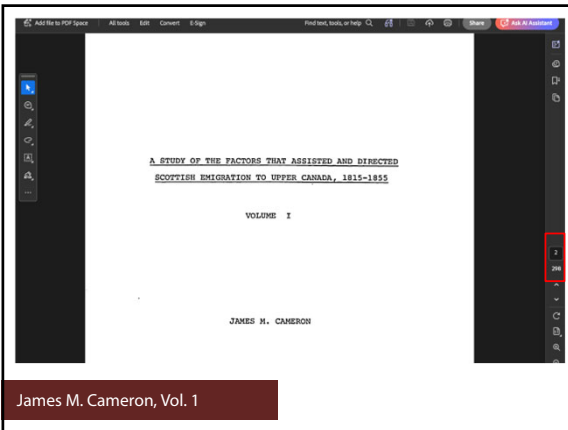 Add file to PDF Space All tools Edit Convert E-Sign Find text, tools, or help Share Ask AI Assistant
A STUDY OF THE FACTORS THAT ASSISTED AND DIRECTED
SCOTTISH EMIGRATION TO UPPER CANADA, 1815-1855
VOLUME I
2
JAMES M. CAMERON
James M. Cameron, Vol. 1